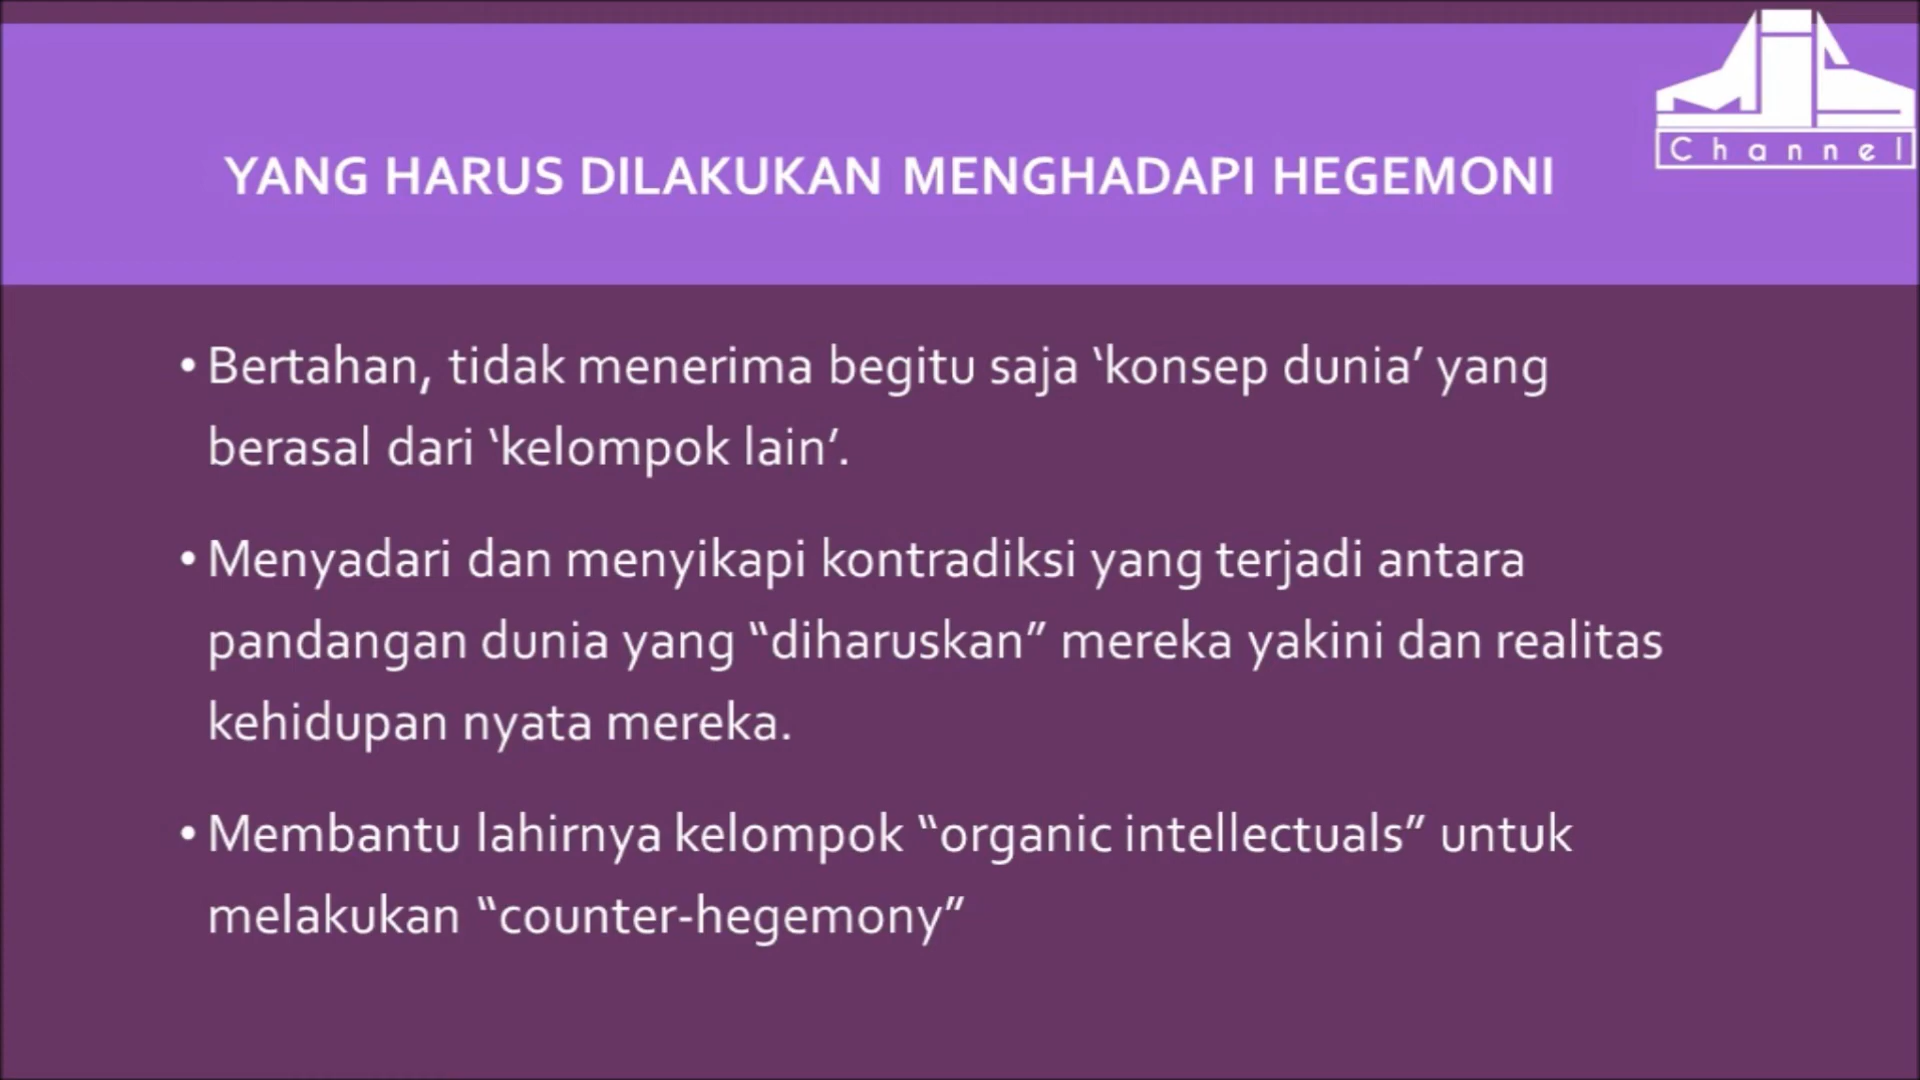 YANG HARUS DILAKUKAN MENGHADAPI HEGEMONI
Channel
• Bertahan, tidak menerima begitu saja ‘konsep dunia’ yang
berasal dari ‘kelompok lain’.
• Menyadari dan menyikapi kontradiksi yang terjadi antara
pandangan dunia yang “diharuskan” mereka yakini dan realitas
kehidupan nyata mereka.
• Membantu lahirnya kelompok “organic intellectuals” untuk
melakukan “counter-hegemony”